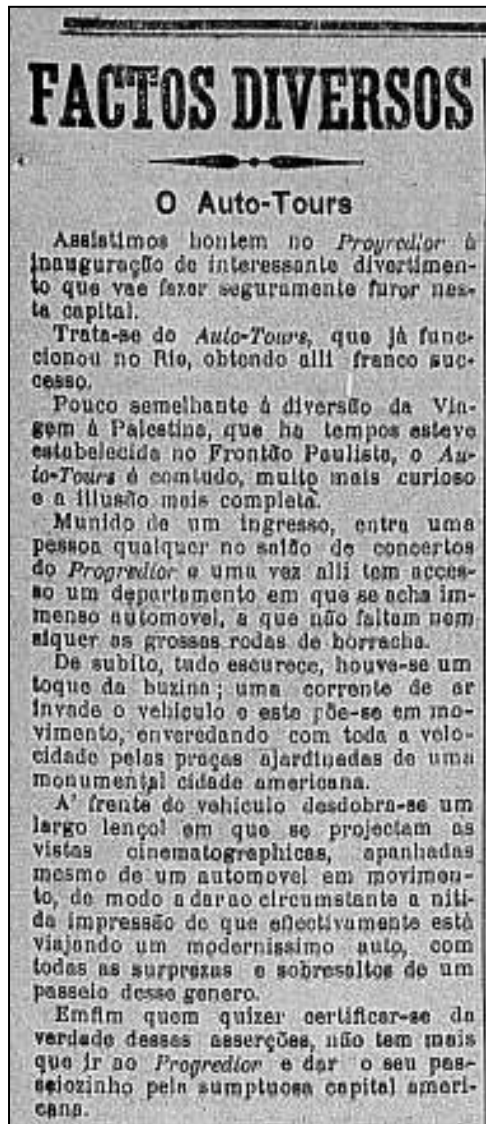 FACTOS DIVERSOS
O Auto-Tours
Assistimos hontem no Progredior á
inauguração de interessante divertimen-
to que vae fazer seguramente furor nes-
ta capital.
Trata-se do Auto-Tours, que já func-
cionou no Rio, obtendo alli franco suc-
cesso.
Pouco semelhante á diversão da Via-
gem á Palestina, que ha tempos esteve
estabelecida no Frontão Paulista, o Au-
to-Tours é comtudo, muito mais curioso
e a illusão mais completa.
Munido de um ingresso, entra uma
pessoa qualquer no salão de concertos
do Progredior e uma vez alli tem acces-
so um departamento em que se acha im-
menso automovel, a que não faltam nem
siquer as grossas rodas de borracha.
De subito, tudo escurece, houve-se um
toque da buzina; uma corrente de ar
invade o vehiculo e este põe-se em mo-
vimento, enveredando com toda a velo-
cidade pelas praças ajardinadas de uma
monumental cidade americana.
A' frente do vehiculo desdobra-se um
largo lençol em que se projectam as
vistas cinematographicas, apanhadas
mesmo de um automovel em movimen-
to, de modo a dar ao circumstante a niti-
da impressão de que effectivamente está
viajando um modernissimo auto, com
todas as surprezas e sobresaltos de um
passeio desse genero.
Emfim quem quizer certificar-se da
verdade dessas asserções, não tem mais
que ir ao Progredior e dar o seu pas-
seiozinho pela sumptuosa capital ameri-
cana.